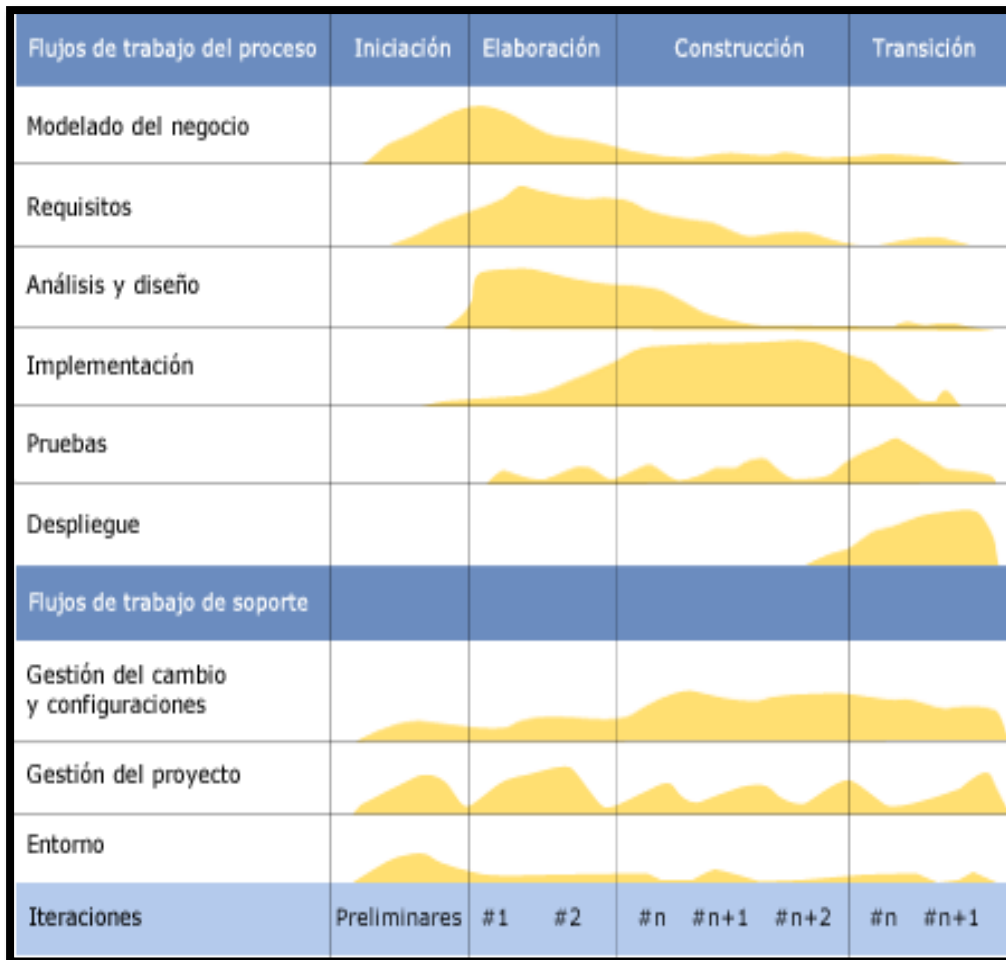 Flujos de trabajo del proceso Iniciación Elaboración Construcción Transición
Modelado del negocio
Requisitos
Análisis y diseño
Implementación
Pruebas
Despliegue
Flujos de trabajo de soporte
Gestión del cambio
y configuraciones
Gestión del proyecto
Entorno
Iteraciones Preliminares #1 #2 #n #n+1 #n+2 #n #n+1